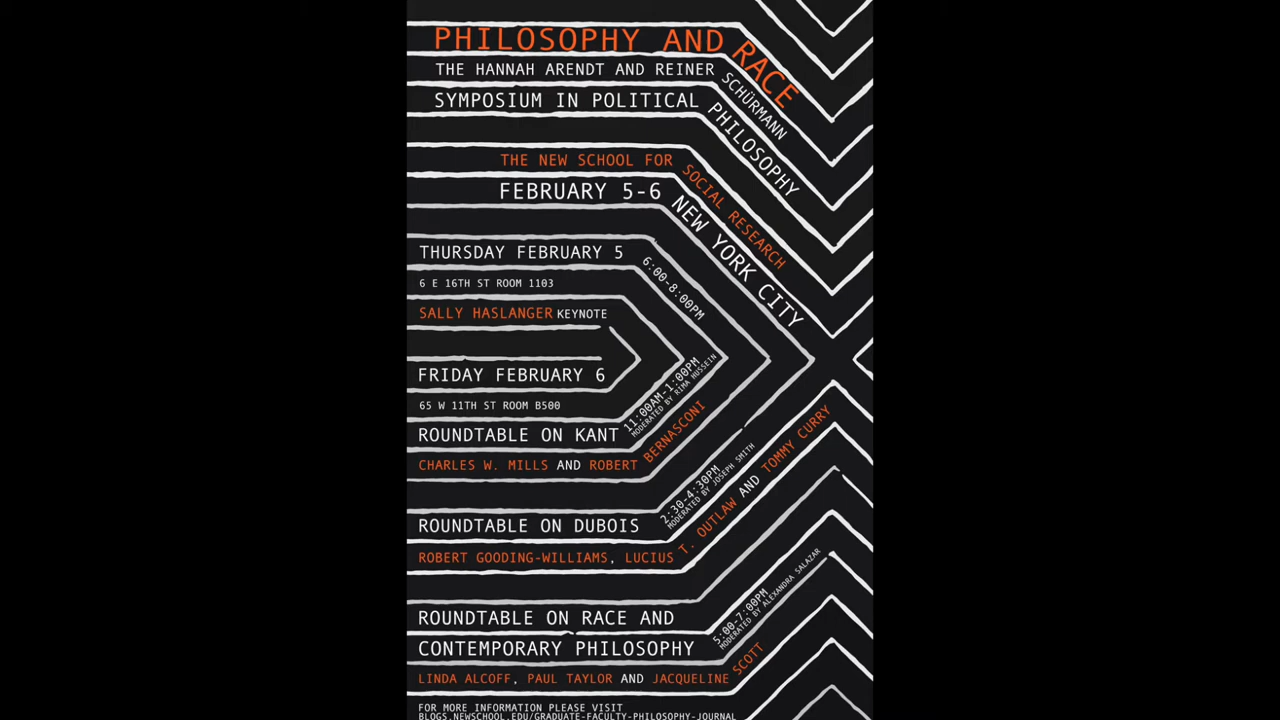 PHILOSOPHY AND RACE
THE HANNAH ARENDT AND REINER SCHÜRMANN
SYMPOSIUM IN POLITICAL PHILOSOPHY
THE NEW SCHOOL FOR SOCIAL RESEARCH
FEBRUARY 5-6 NEW YORK CITY
THURSDAY FEBRUARY 5 6:00-8:00PM
6 E 16TH ST ROOM 1103
SALLY HASLANGER KEYNOTE
FRIDAY FEBRUARY 6
65 W 11TH ST ROOM B500
ROUNDTABLE ON KANT 11:00AM-1:00PM
MODERATED BY RIMA HUSSEIN
CHARLES W. MILLS AND ROBERT BERNASCONI
ROUNDTABLE ON DUBOIS 2:30-4:30PM
MODERATED BY JOSEPH SMITH
ROBERT GOODING-WILLIAMS, LUCIUS T. OUTLAW AND TOMMY CURRY
ROUNDTABLE ON RACE AND
CONTEMPORARY PHILOSOPHY 5:00-7:00PM
MODERATED BY ALEXANDRA SALAZAR
LINDA ALCOFF, PAUL TAYLOR AND JACQUELINE SCOTT
FOR MORE INFORMATION PLEASE VISIT
BLOGS.NEWSCHOOL.EDU/GRADUATE-FACULTY-PHILOSOPHY-JOURNAL